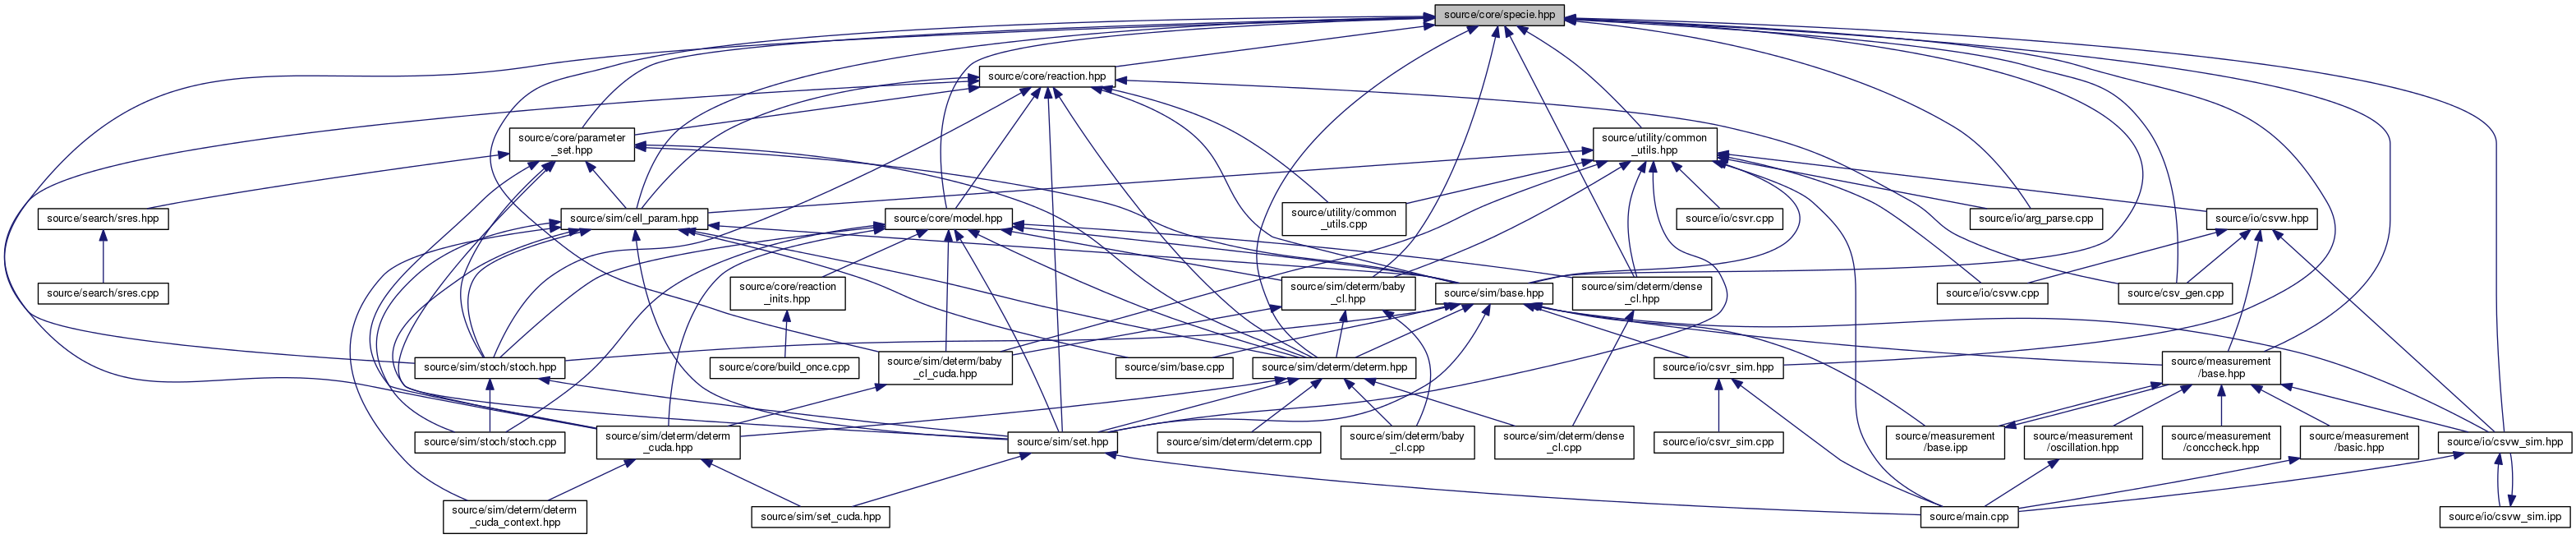 source/core/specie.hpp
source/core/reaction.hpp
source/core/parameter
_set.hpp
source/utility/common
_utils.hpp
source/search/sres.hpp
source/sim/cell_param.hpp
source/core/model.hpp
source/utility/common
_utils.cpp
source/io/csvr.cpp
source/io/arg_parse.cpp
source/io/csvw.hpp
source/search/sres.cpp
source/core/reaction
_inits.hpp
source/sim/determ/baby
_cl.hpp
source/sim/base.hpp
source/sim/determ/dense
_cl.hpp
source/io/csvw.cpp
source/csv_gen.cpp
source/sim/stoch/stoch.hpp
source/core/build_once.cpp
source/sim/determ/baby
_cl_cuda.hpp
source/sim/base.cpp
source/sim/determ/determ.hpp
source/io/csvr_sim.hpp
source/measurement
/base.hpp
source/sim/stoch/stoch.cpp
source/sim/determ/determ
_cuda.hpp
source/sim/set.hpp
source/sim/determ/determ.cpp
source/sim/determ/baby
_cl.cpp
source/sim/determ/dense
_cl.cpp
source/io/csvr_sim.cpp
source/measurement
/base.ipp
source/measurement
/oscillation.hpp
source/measurement
/conccheck.hpp
source/measurement
/basic.hpp
source/io/csvw_sim.hpp
source/sim/determ/determ
_cuda_context.hpp
source/sim/set_cuda.hpp
source/main.cpp
source/io/csvw_sim.ipp